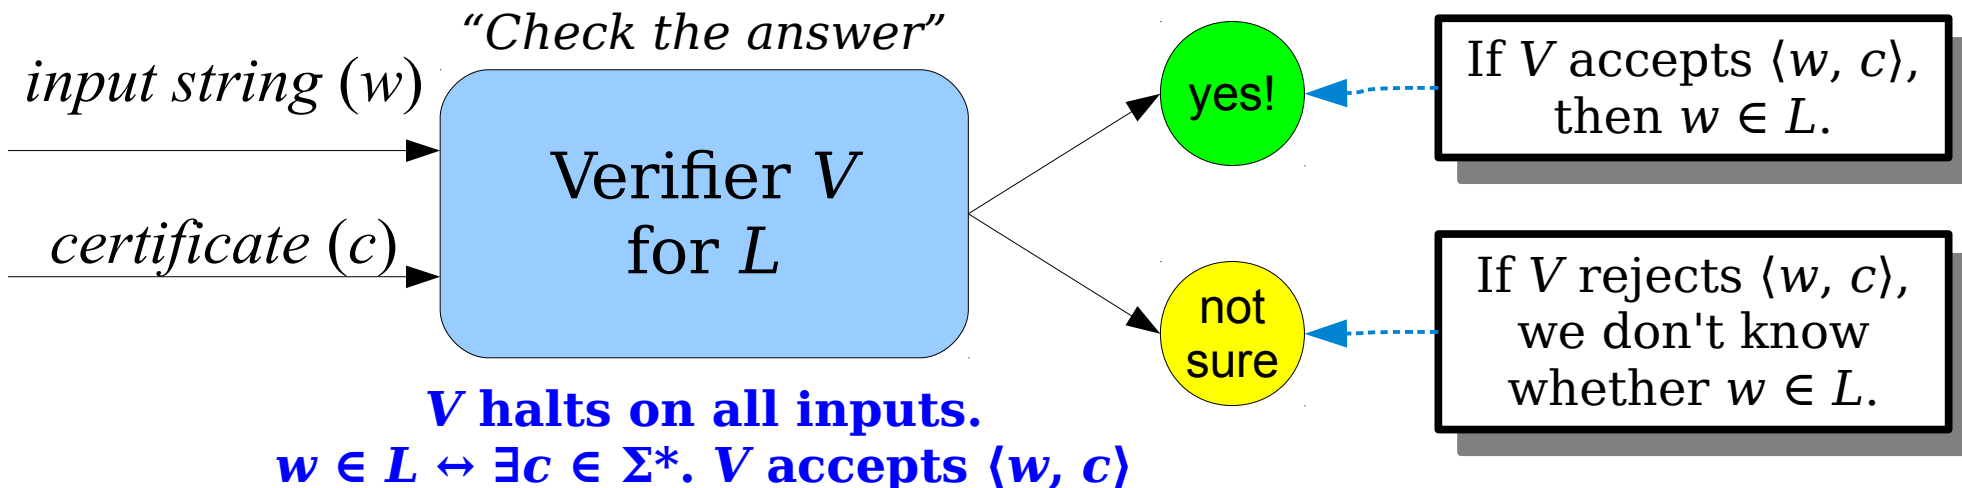 “Check the answer”
input string (w)
certificate (c)
Verifier V
for L
yes!
not
sure
If V accepts ⟨w, c⟩,
then w ∈ L.
If V rejects ⟨w, c⟩,
we don't know
whether w ∈ L.
V halts on all inputs.
w ∈ L ↔ ∃c ∈ Σ*. V accepts ⟨w, c⟩